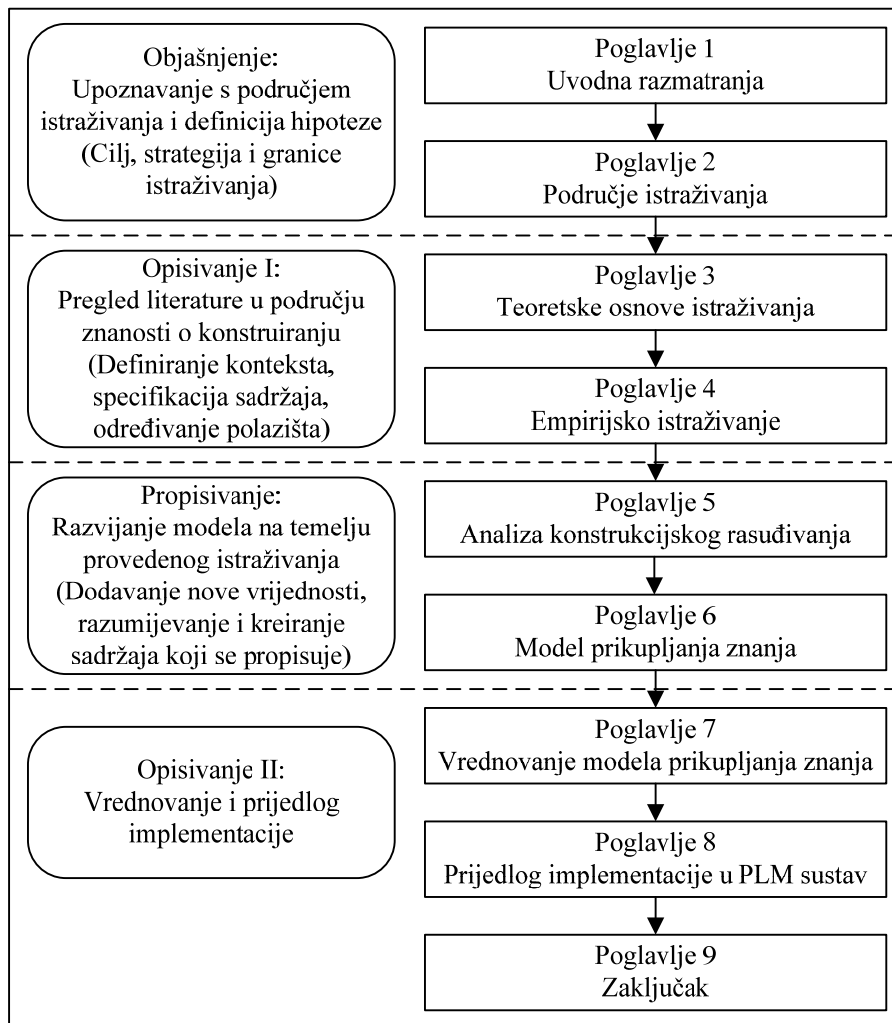 Objašnjenje:
Upoznavanje s područjem
istraživanja i definicija hipoteze
(Cilj, strategija i granice
istraživanja)
Poglavlje 1
Uvodna razmatranja
Poglavlje 2
Područje istraživanja
Opisivanje I:
Pregled literature u području
znanosti o konstruiranju
(Definiranje konteksta,
specifikacija sadržaja,
određivanje polazišta)
Poglavlje 3
Teoretske osnove istraživanja
Poglavlje 4
Empirijsko istraživanje
Propisivanje:
Razvijanje modela na temelju
provedenog istraživanja
(Dodavanje nove vrijednosti,
razumijevanje i kreiranje
sadržaja koji se propisuje)
Poglavlje 5
Analiza konstrukcijskog rasuđivanja
Poglavlje 6
Model prikupljanja znanja
Opisivanje II:
Vrednovanje i prijedlog
implementacije
Poglavlje 7
Vrednovanje modela prikupljanja znanja
Poglavlje 8
Prijedlog implementacije u PLM sustav
Poglavlje 9
Zaključak